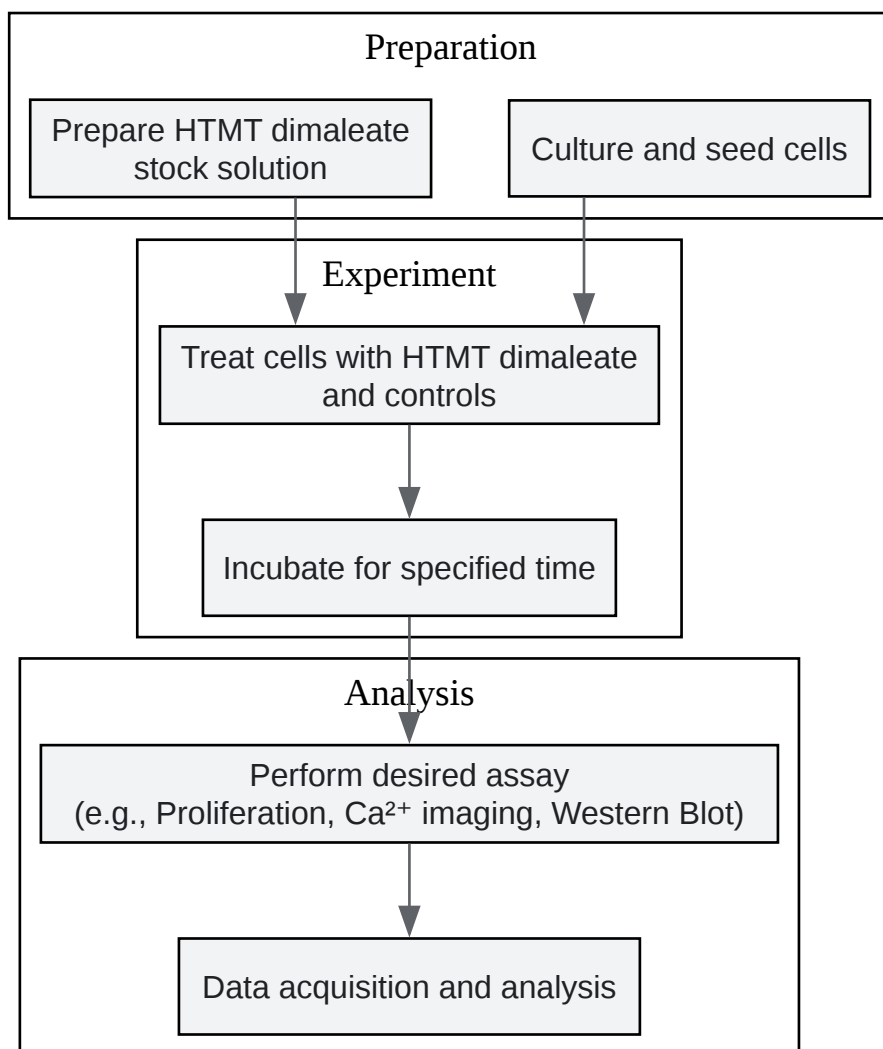 Preparation
Prepare HTMT dimaleate
stock solution
Culture and seed cells
Experiment
Treat cells with HTMT dimaleate
and controls
Incubate for specified time
Analysis
Perform desired assay
(e.g., Proliferation, Ca²⁺ imaging, Western Blot)
Data acquisition and analysis